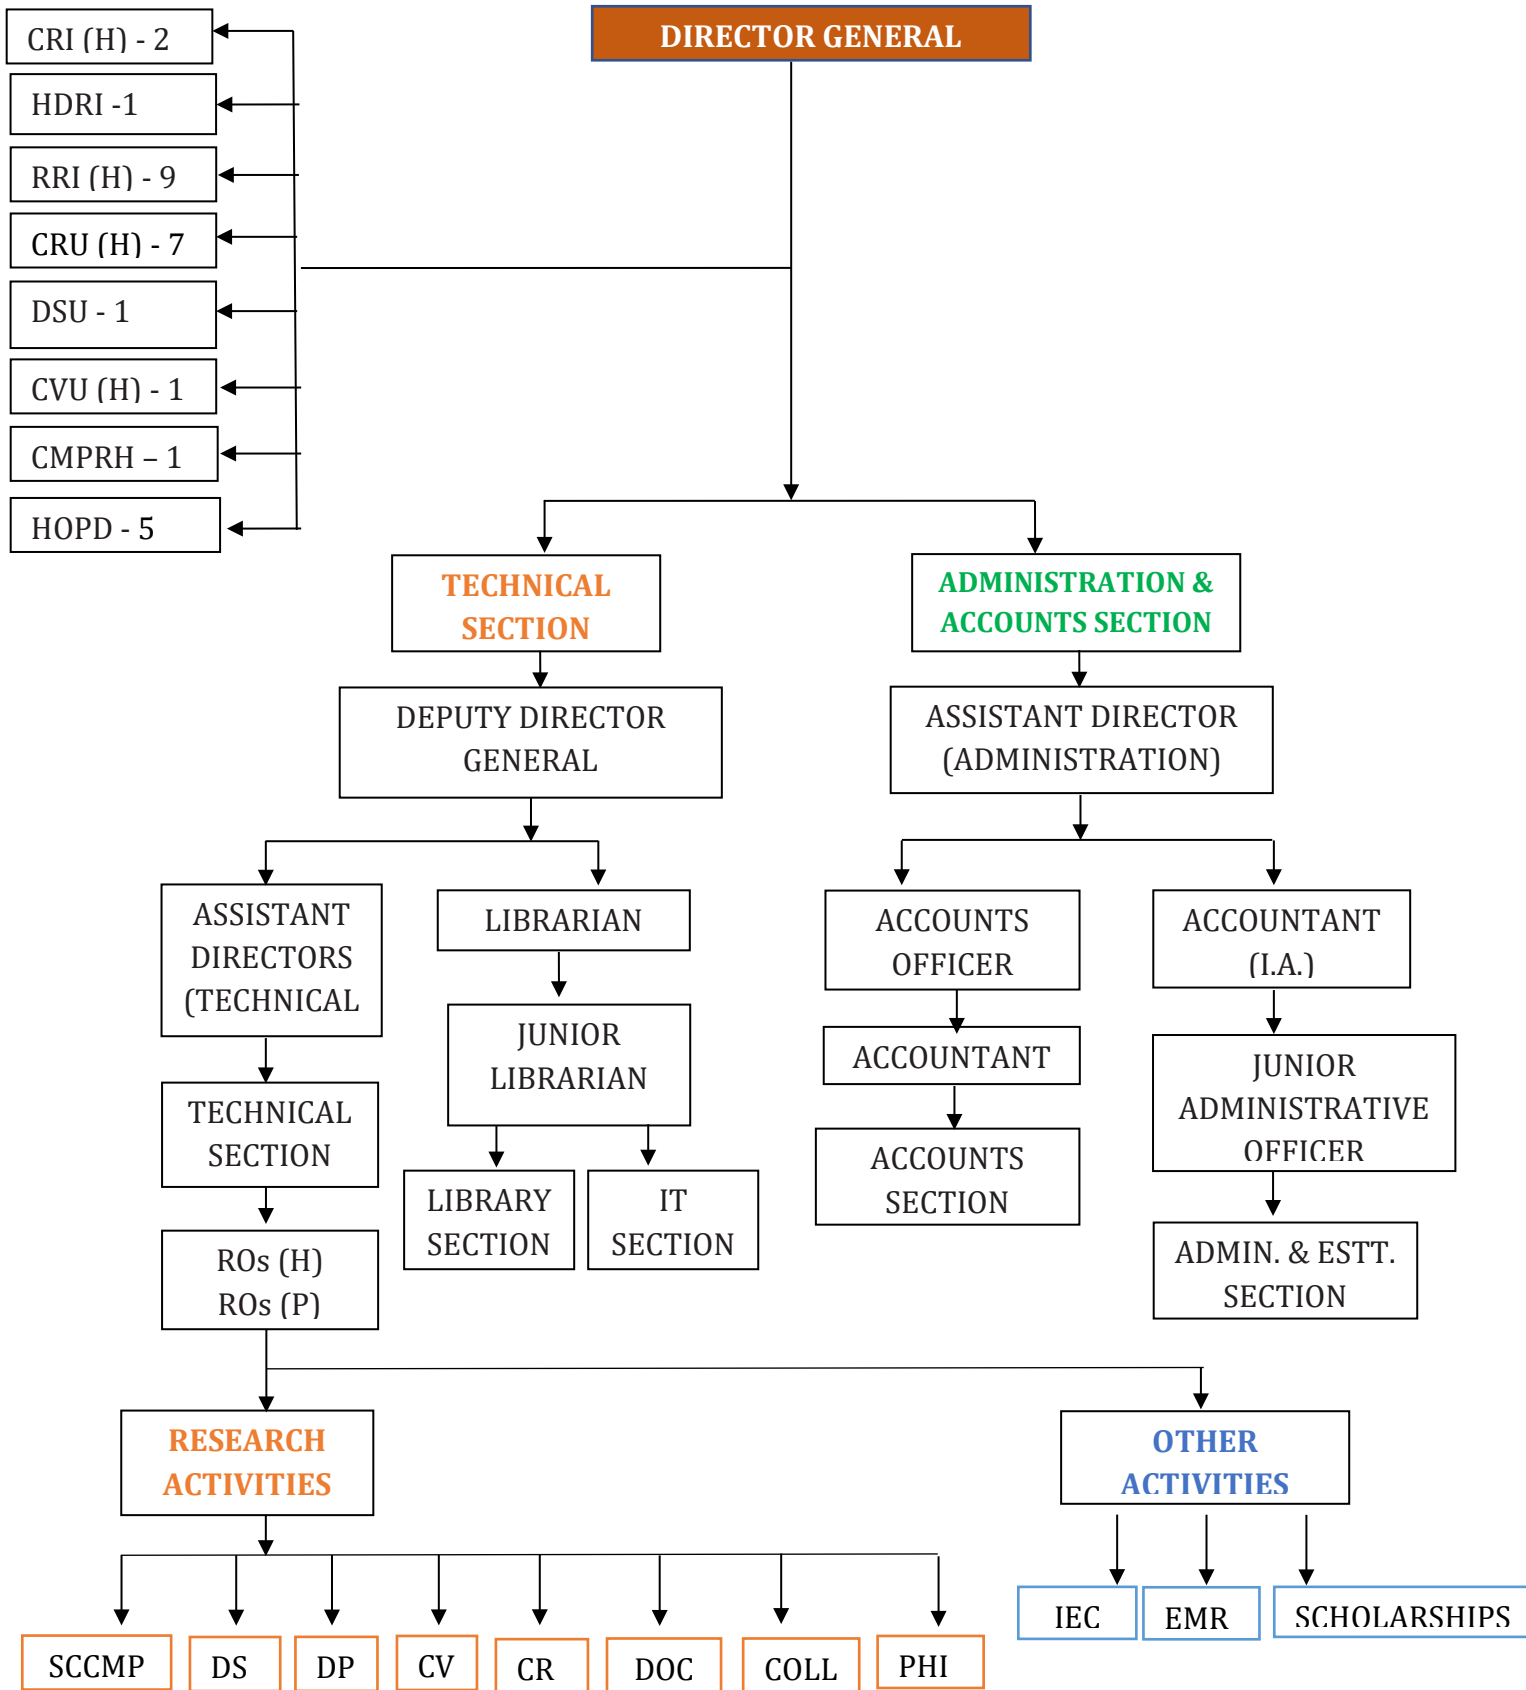 DIRECTOR GENERAL
CRI (H) - 2
HDRI -1
RRI (H) - 9
CRU (H) - 7
DSU - 1
CVU (H) - 1
CMPRH – 1
HOPD - 5
TECHNICAL
SECTION
ADMINISTRATION &
ACCOUNTS SECTION
DEPUTY DIRECTOR
GENERAL
ASSISTANT DIRECTOR
(ADMINISTRATION)
ASSISTANT
DIRECTORS
(TECHNICAL
LIBRARIAN
ACCOUNTS
OFFICER
ACCOUNTANT
(I.A.)
JUNIOR
LIBRARIAN
ACCOUNTANT
JUNIOR
ADMINISTRATIVE
OFFICER
TECHNICAL
SECTION
LIBRARY
SECTION
IT
SECTION
ACCOUNTS
SECTION
ADMIN. & ESTT.
SECTION
ROs (H)
ROs (P)
RESEARCH
ACTIVITIES
OTHER
ACTIVITIES
SCCMP
DS
DP
CV
CR
DOC
COLL
PHI
IEC
EMR
SCHOLARSHIPS